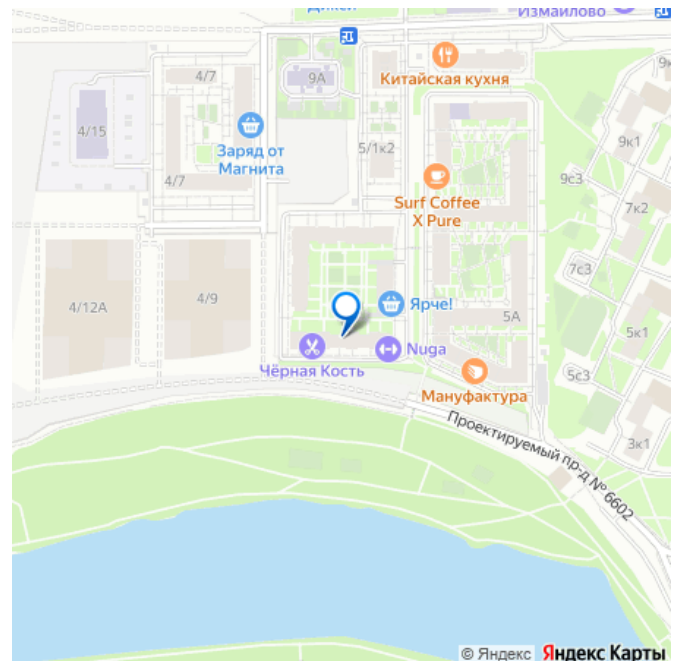 Дикси
Измайлово
Китайская кухня
4/7
9А
9к
4/15
Заряд от
Магнита
5/1к2
9к1
4/7
9с3
Surf Coffee
X Pure
7к2
7с3
4/12А
4/9
Ярче!
5А
5к1
Nuga
Чёрная Кость
5с3
Мануфактура
Проектируемый пр-д № 6602
3к1
© Яндекс Яндекс Карты